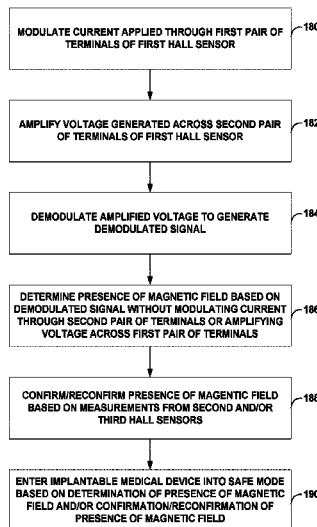 MODULATE CURRENT APPLIED THROUGH FIRST PAIR OF
TERMINALS OF FIRST HALL SENSOR
180
AMPLIFY VOLTAGE GENERATED ACROSS SECOND PAIR
OF TERMINALS OF FIRST HALL SENSOR
182
DEMODULATE AMPLIFIED VOLTAGE TO GENERATE
DEMODULATED SIGNAL
184
DETERMINE PRESENCE OF MAGNETIC FIELD BASED ON
DEMODULATED SIGNAL WITHOUT MODULATING CURRENT
THROUGH SECOND PAIR OF TERMINALS OR AMPLIFYING
VOLTAGE ACROSS FIRST PAIR OF TERMINALS
186
CONFIRM/RECONFIRM PRESENCE OF MAGENTIC FIELD
BASED ON MEASUREMENTS FROM SECOND AND/OR
THIRD HALL SENSORS
188
ENTER IMPLANTABLE MEDICAL DEVICE INTO SAFE MODE
BASED ON DETERMINATION OF PRESENCE OF MAGNETIC
FIELD AND/OR CONFIRMATION/RECONFIRMATION OF
PRESENCE OF MAGNETIC FIELD
190